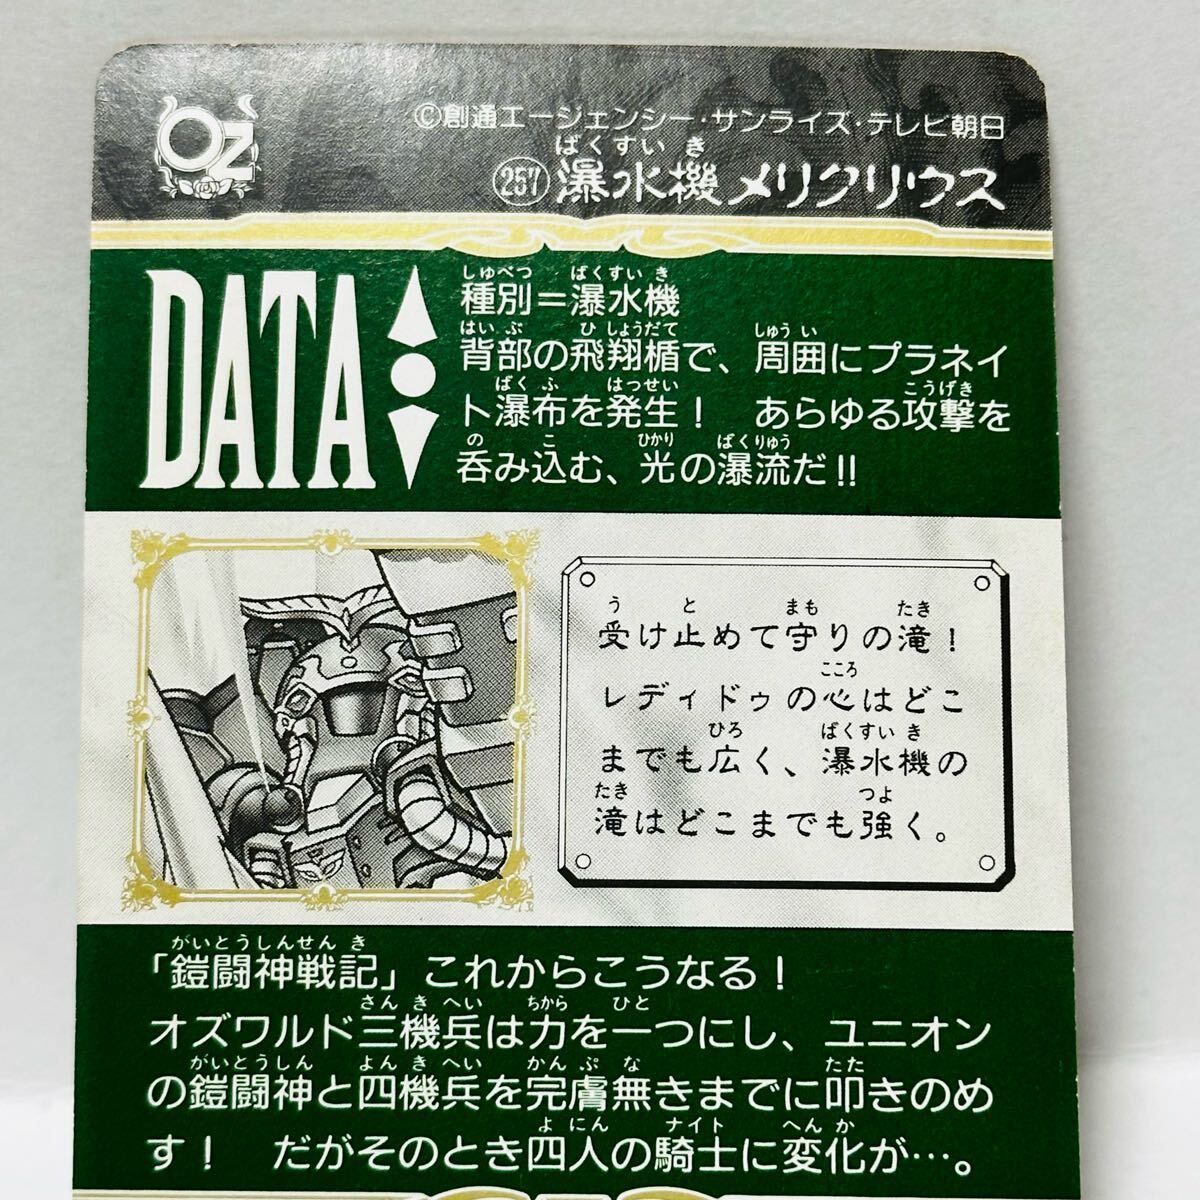 OZ
©創通エージェンシー・サンライズ・テレビ朝日
ばくすいき
257 瀑水機メリクリウス
DATA
しゅべつ ばくすいき
種別＝瀑水機
はいぶ ひしょうだて しゅうい
背部の飛翔楯で、周囲にプラネイ
ばくふ はっせい こうげき
ト瀑布を発生！ あらゆる攻撃を
の こ ひかり ばくりゅう
呑み込む、光の瀑流だ!!
う と まも たき
受け止めて守りの滝！
こころ
レディドゥの心はどこ
ひろ ばくすいき
までも広く、瀑水機の
たき つよ
滝はどこまでも強く。
がいとうしんせんき
「鎧闘神戦記」これからこうなる！
さんきへい ちから ひと
オズワルド三機兵は力を一つにし、ユニオン
がいとうしん よんきへい かんぷな たた
の鎧闘神と四機兵を完膚無きまでに叩きのめ
よにん ナイト へんか
す！ だがそのとき四人の騎士に変化が…。